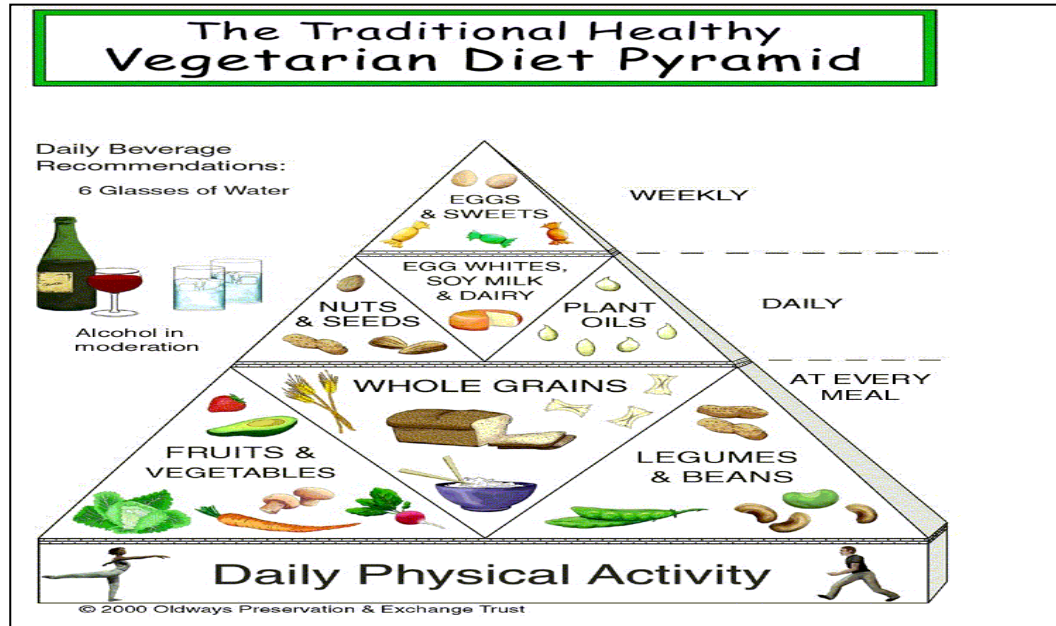 The Traditional Healthy
Vegetarian Diet Pyramid
Daily Beverage
Recommendations:
6 Glasses of Water
Alcohol in
moderation
EGGS
& SWEETS
WEEKLY
EGG WHITES,
SOY MILK
& DAIRY
NUTS
& SEEDS
PLANT
OILS
DAILY
WHOLE GRAINS
AT EVERY
MEAL
FRUITS &
VEGETABLES
LEGUMES
& BEANS
Daily Physical Activity
© 2000 Oldways Preservation & Exchange Trust